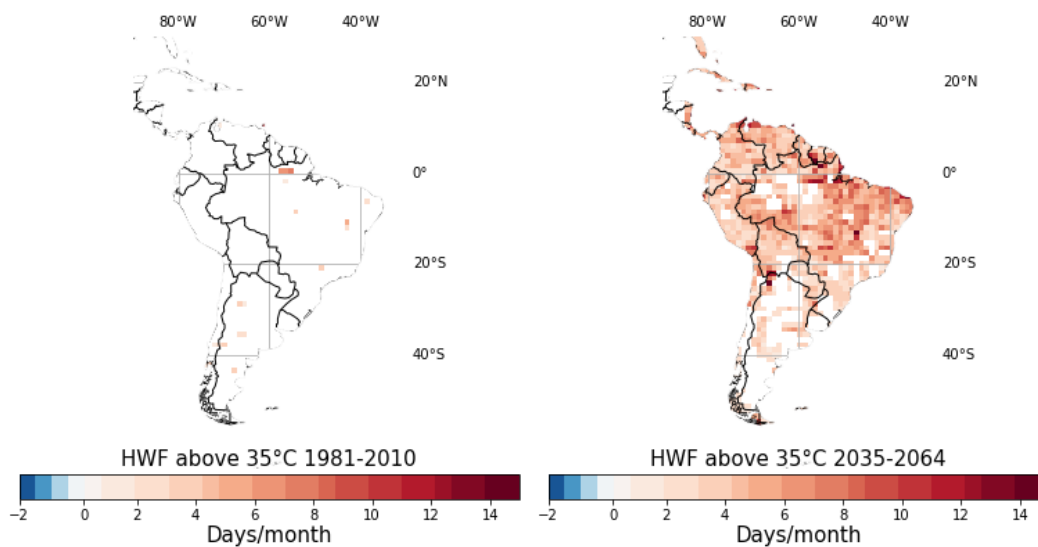 80°W 60°W 80°W 60°W
20°N 20°N
0° 0°
20°S 20°S
40°S 40°S
HWF above 35°C 1981-2010 HWF above 35°C 2035-2064
−2 0 2 4 6 8 10 12 14 −2 0 2 4 6 8 10 12 14
Days/month Days/month